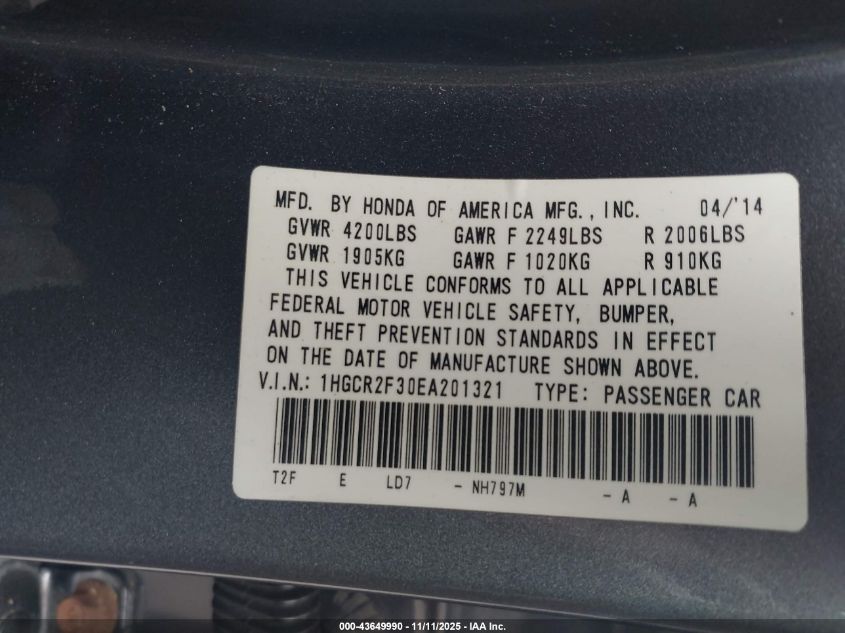 MFD. BY HONDA OF AMERICA MFG., INC. 04/'14
GVWR 4200LBS GAWR F 2249LBS R 2006LBS
GVWR 1905KG GAWR F 1020KG R 910KG
THIS VEHICLE CONFORMS TO ALL APPLICABLE
FEDERAL MOTOR VEHICLE SAFETY, BUMPER,
AND THEFT PREVENTION STANDARDS IN EFFECT
ON THE DATE OF MANUFACTURE SHOWN ABOVE.
V.I.N.: 1HGCR2F30EA201321 TYPE: PASSENGER CAR
T2F E LD7 - NH797M - A - A
000-43649990 - 11/11/2025 - IAA Inc.